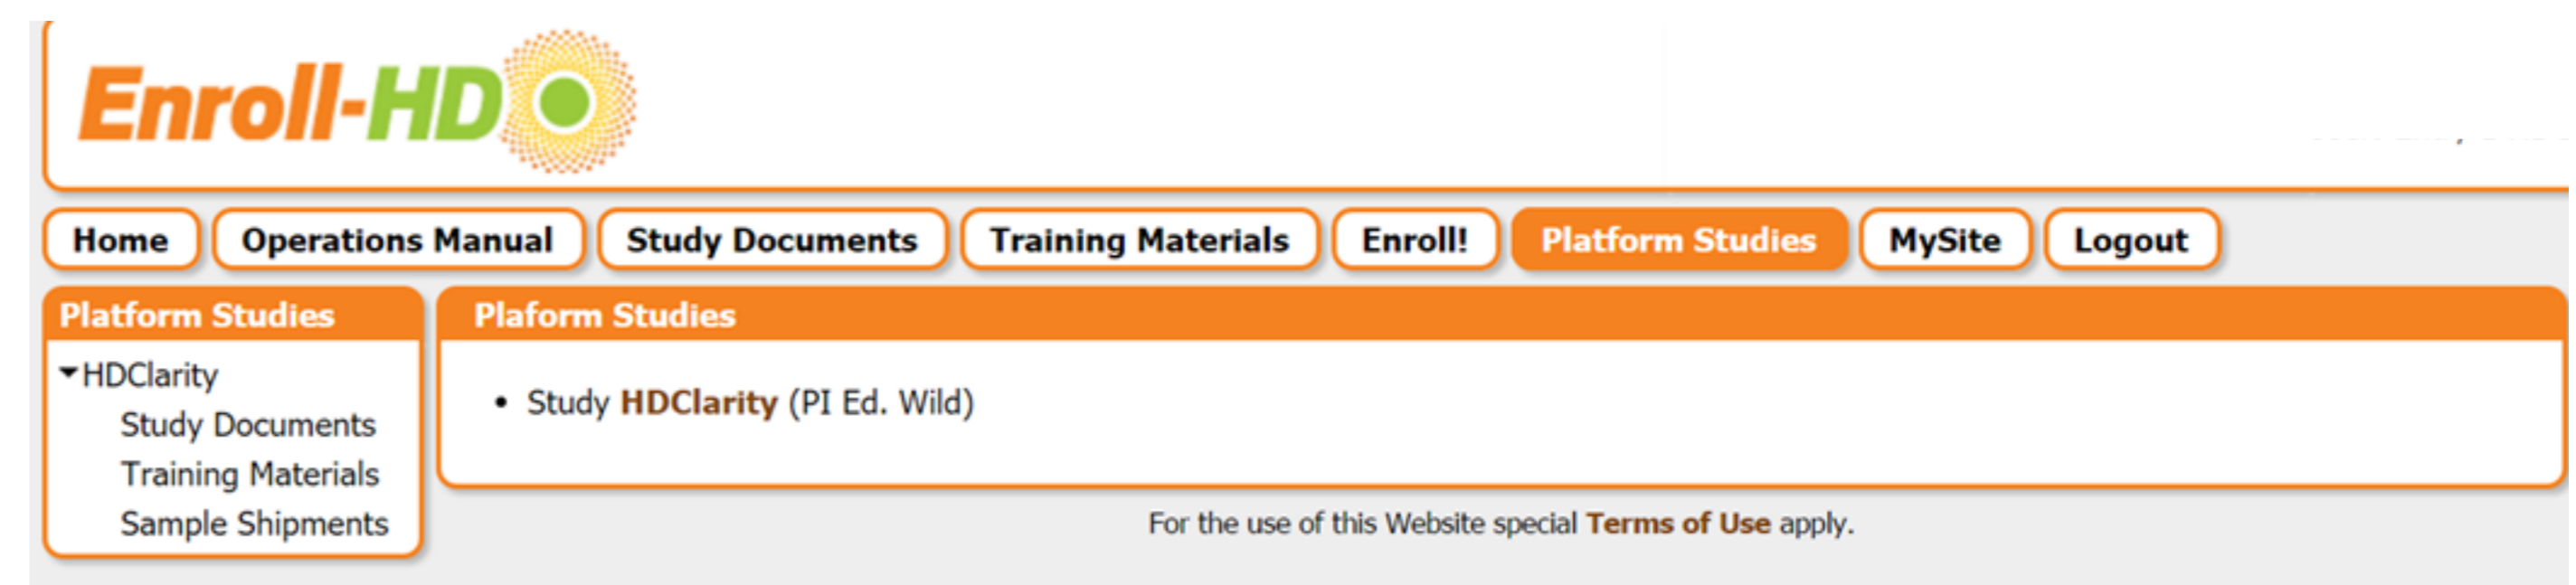 Enroll-HD
Home Operations Manual Study Documents Training Materials Enroll! Platform Studies MySite Logout
Platform Studies
HDClarity
Study Documents
Training Materials
Sample Shipments
Plaform Studies
• Study HDClarity (PI Ed. Wild)
For the use of this Website special Terms of Use apply.